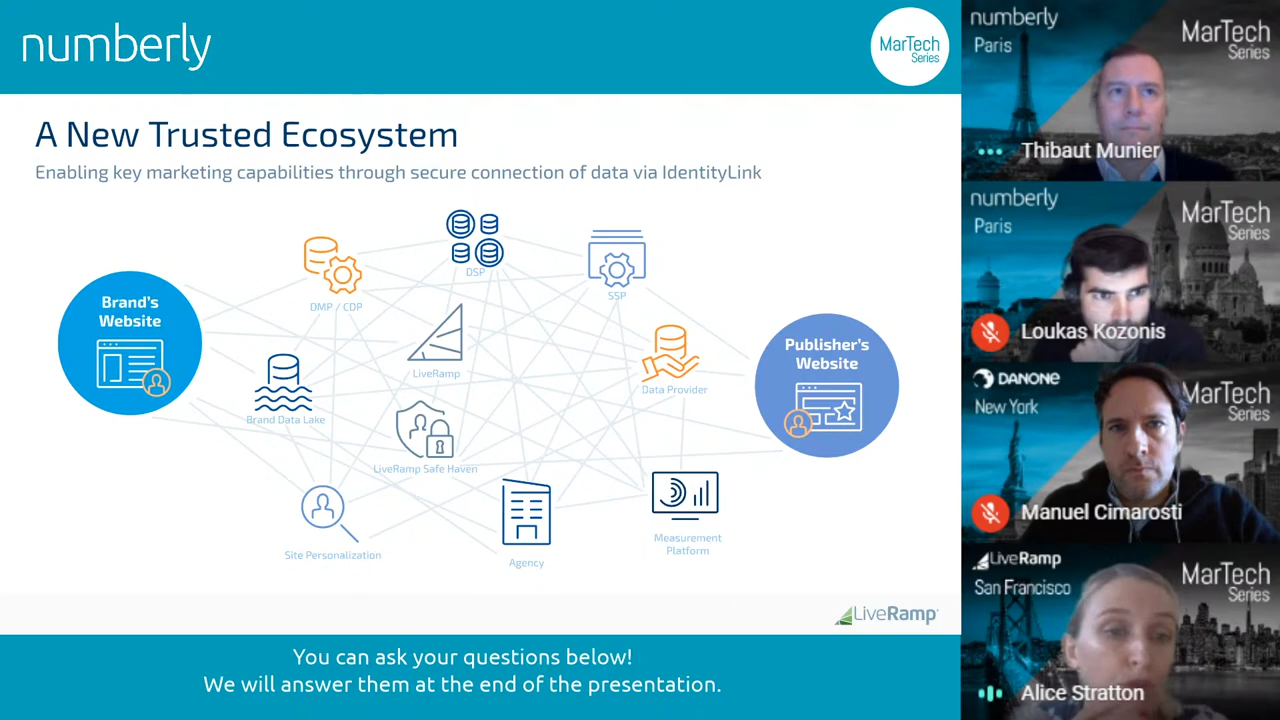 numberly
MarTech
Series
A New Trusted Ecosystem
Enabling key marketing capabilities through secure connection of data via IdentityLink
DSP
SSP
DMP / CDP
Brand's
Website
LiveRamp
Publisher's
Website
Data Provider
Brand Data Lake
LiveRamp Safe Haven
Site Personalization
Agency
Measurement
Platform
LiveRamp
You can ask your questions below!
We will answer them at the end of the presentation.
numberly
Paris
MarTech
Series
Thibaut Munier
numberly
Paris
MarTech
Series
Loukas Kozonis
DANONE
New York
MarTech
Series
Manuel Cimarosti
LiveRamp
San Francisco
MarTech
Series
Alice Stratton